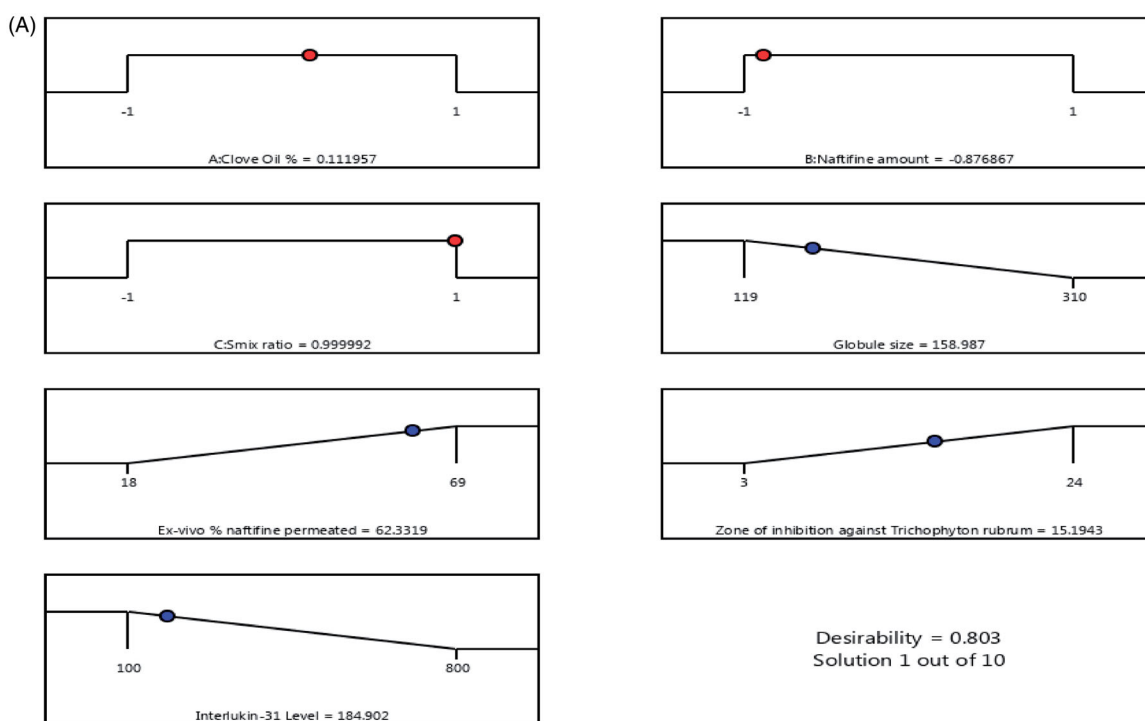 (A)
-1 1
A:Clove Oil % = 0.111957
-1 1
B:Naftifine amount = -0.876867
-1 1
C:Smix ratio = 0.999992
119 310
Globule size = 158.987
18 69
Ex-vivo % naftifine permeated = 62.3319
3 24
Zone of inhibition against Trichophyton rubrum = 15.1943
100 800
Interlukin-31 Level = 184.902
Desirability = 0.803
Solution 1 out of 10